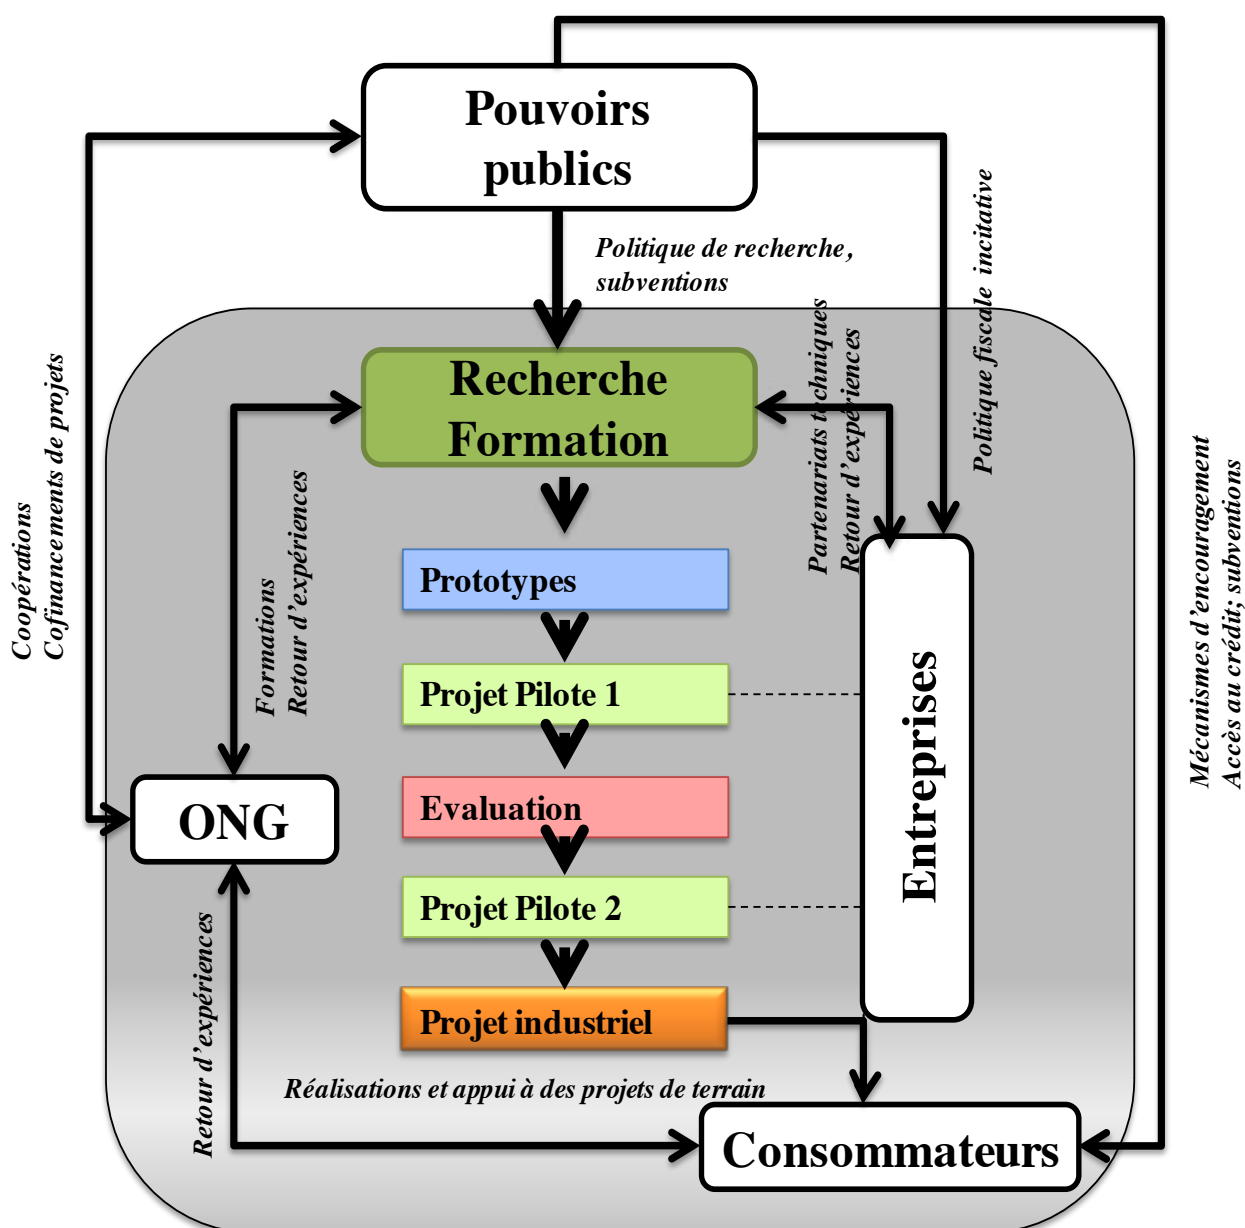 Pouvoirs
publics
Politique de recherche,
subventions
Politique fiscale incitative
Partenariats techniques
Retour d'expériences
Recherche
Formation
Coopérations
Cofinancements de projets
Formations
Retour d'expériences
Mécanismes d'encouragement
Accès au crédit; subventions
Prototypes
Projet Pilote 1
Evaluation
Projet Pilote 2
Projet industriel
Entreprises
ONG
Retour d'expériences
Réalisations et appui à des projets de terrain
Consommateurs